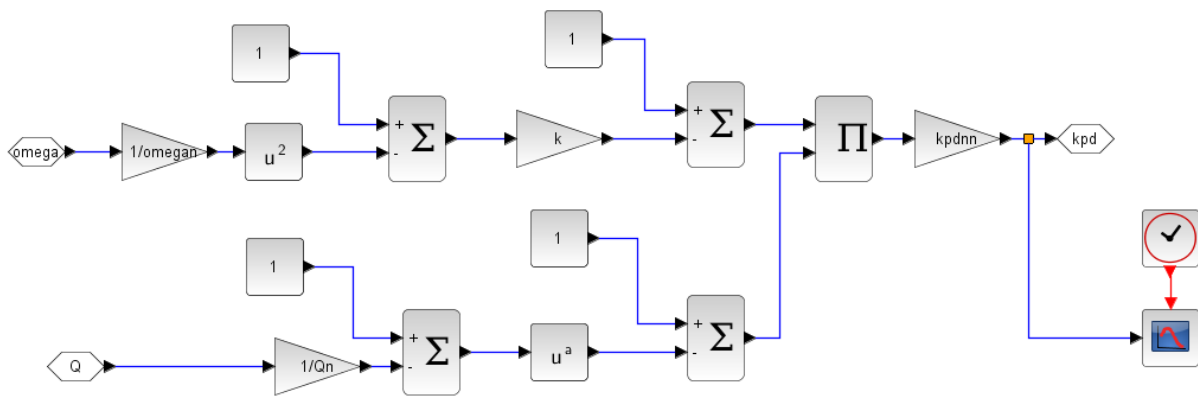 1
1
omega
1/omegan
u²
+
-
Σ
k
+
-
Σ
Π
kpdnn
kpd
1
1
Q
1/Qn
+
-
Σ
uᵃ
+
-
Σ